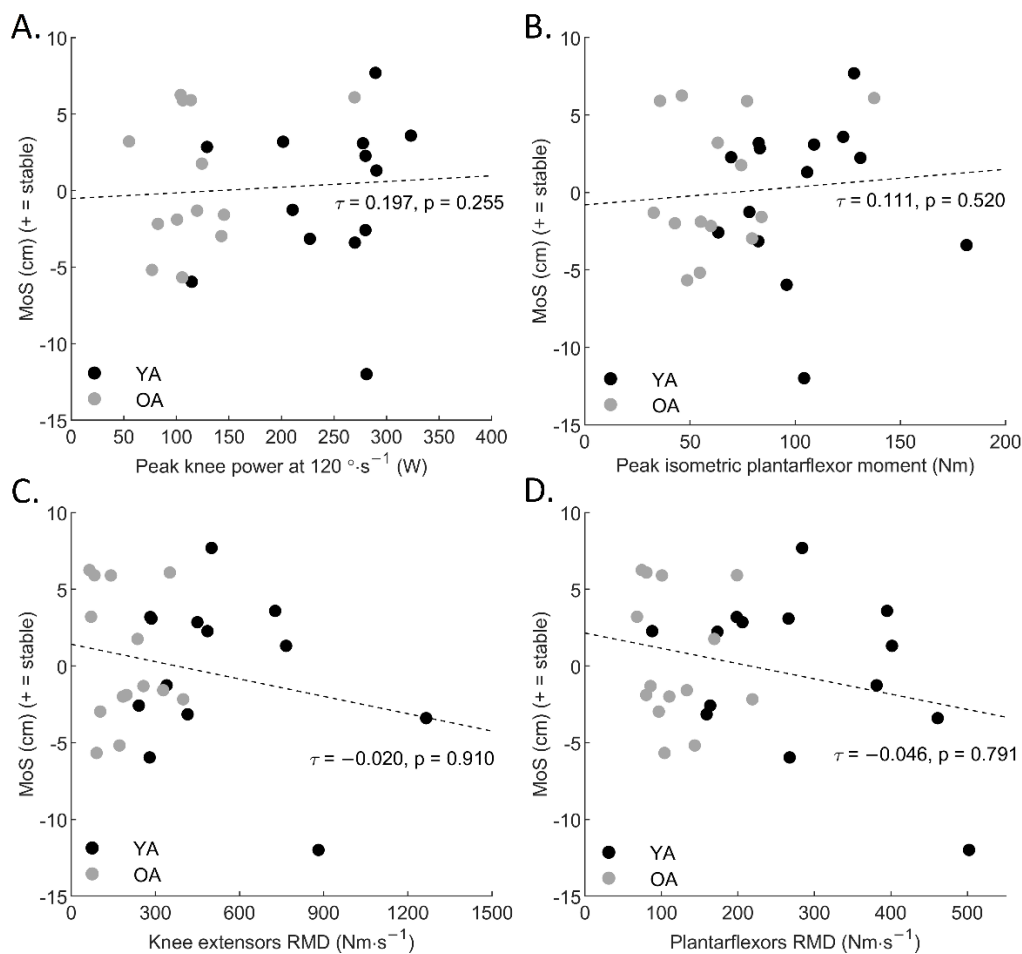 A.
10
5
0
-5
-10
-15
MoS (cm) (+ = stable)
τ = 0.197, p = 0.255
YA
OA
0 50 100 150 200 250 300 350 400
Peak knee power at 120 °·s⁻¹ (W)
B.
10
5
0
-5
-10
-15
MoS (cm) (+ = stable)
τ = 0.111, p = 0.520
YA
OA
0 50 100 150 200
Peak isometric plantarflexor moment (Nm)
C.
10
5
0
-5
-10
-15
MoS (cm) (+ = stable)
τ = −0.020, p = 0.910
YA
OA
0 300 600 900 1200 1500
Knee extensors RMD (Nm·s⁻¹)
D.
10
5
0
-5
-10
-15
MoS (cm) (+ = stable)
τ = −0.046, p = 0.791
YA
OA
0 100 200 300 400 500
Plantarflexors RMD (Nm·s⁻¹)